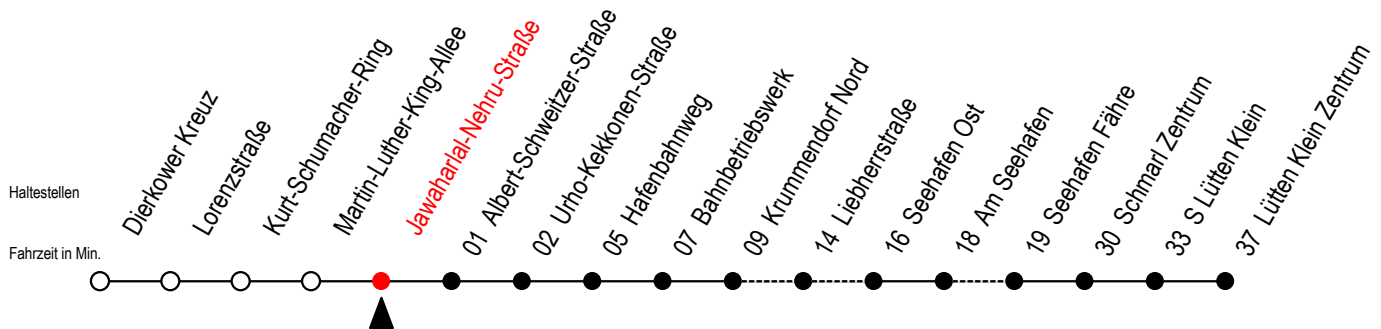 Haltestellen
Fahrzeit in Min.
Dierkower Kreuz
Lorenzstraße
Kurt-Schumacher-Ring
Martin-Luther-King-Allee
Jawaharlal-Nehru-Straße
01 Albert-Schweitzer-Straße
02 Urho-Kekkonen-Straße
05 Hafenbahnweg
07 Bahnbetriebswerk
09 Krummendorf Nord
14 Liebherrstraße
16 Seehafen Ost
18 Am Seehafen
19 Seehafen Fähre
30 Schmarl Zentrum
33 S Lütten Klein
37 Lütten Klein Zentrum